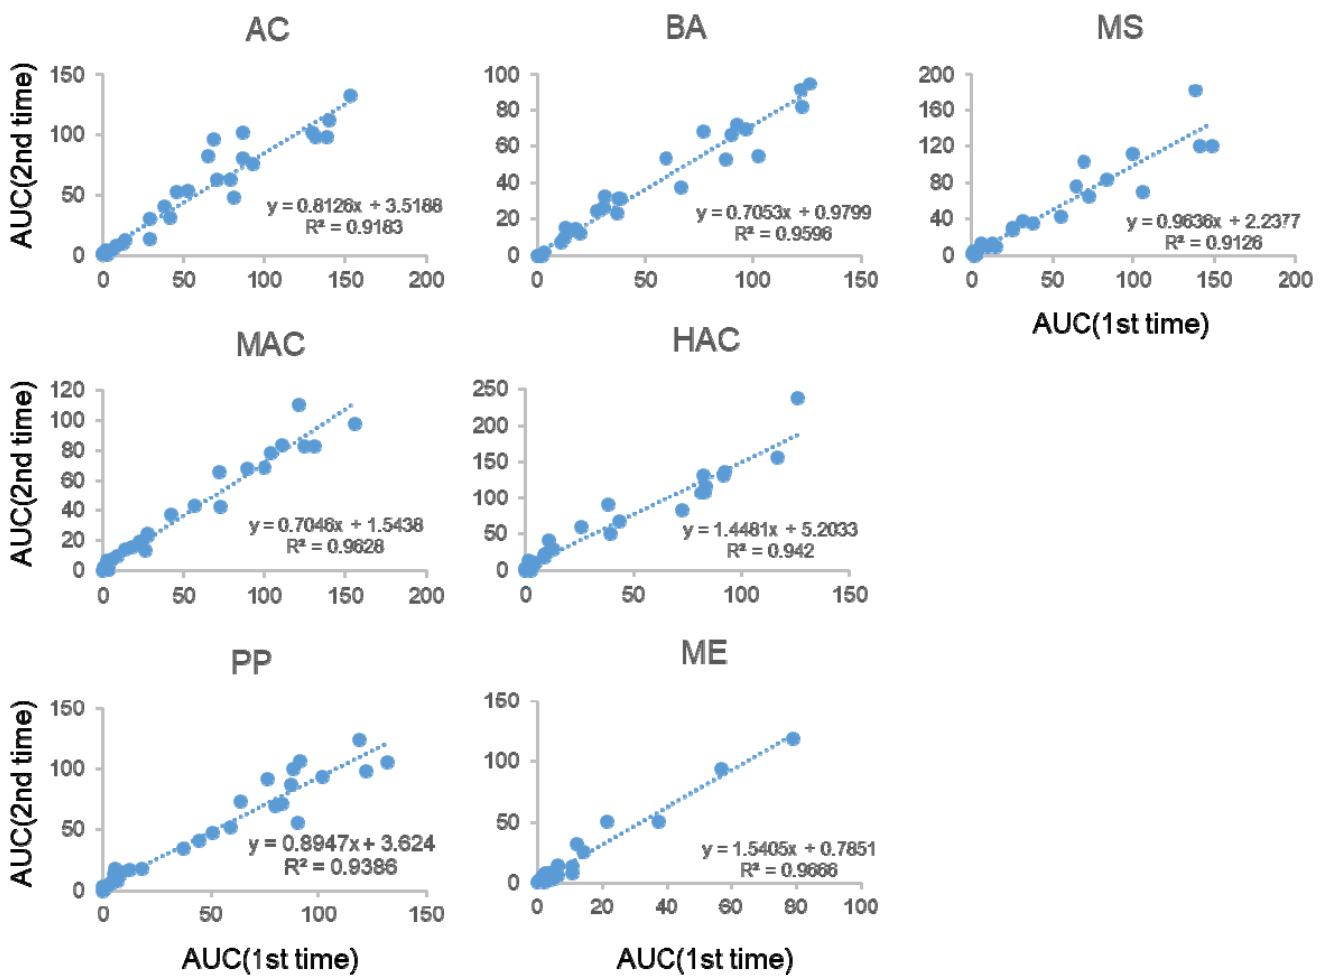 AC
AUC(2nd time)
150
100
50
0
y = 0.8126x + 3.5188
R² = 0.9183
0 50 100 150 200
BA
100
80
60
40
20
0
y = 0.7053x + 0.9799
R² = 0.9596
0 50 100 150
MS
200
160
120
80
40
0
y = 0.9636x + 2.2377
R² = 0.9126
0 50 100 150 200
AUC(1st time)
MAC
AUC(2nd time)
120
100
80
60
40
20
0
y = 0.7046x + 1.5438
R² = 0.9628
0 50 100 150 200
HAC
250
200
150
100
50
0
y = 1.4481x + 5.2033
R² = 0.942
0 50 100 150
PP
AUC(2nd time)
150
100
50
0
y = 0.8947x + 3.624
R² = 0.9386
0 50 100 150
AUC(1st time)
ME
150
100
50
0
y = 1.5405x + 0.7851
R² = 0.9666
0 20 40 60 80 100
AUC(1st time)